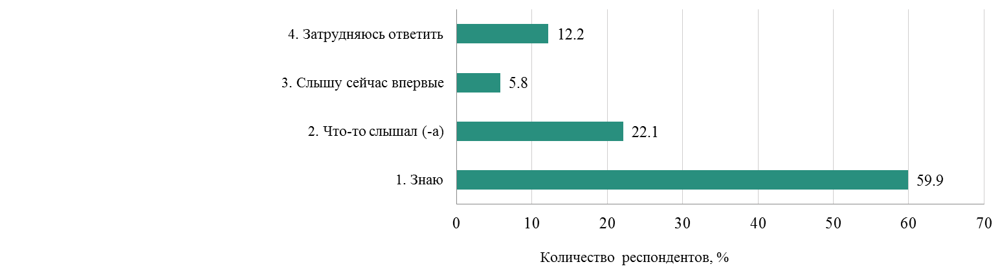 4. Затрудняюсь ответить
12.2
3. Слышу сейчас впервые
5.8
2. Что-то слышал (-а)
22.1
1. Знаю
59.9
0 10 20 30 40 50 60 70
Количество респондентов, %